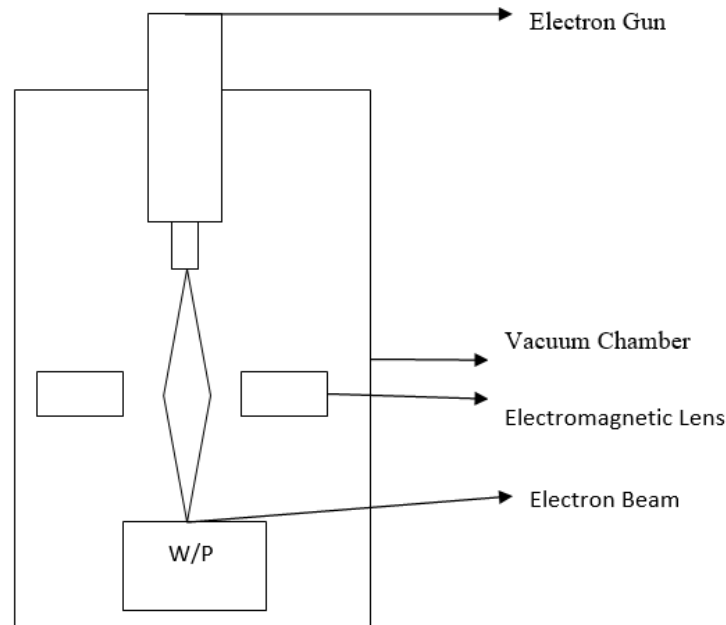 Electron Gun
Vacuum Chamber
Electromagnetic Lens
Electron Beam
W/P